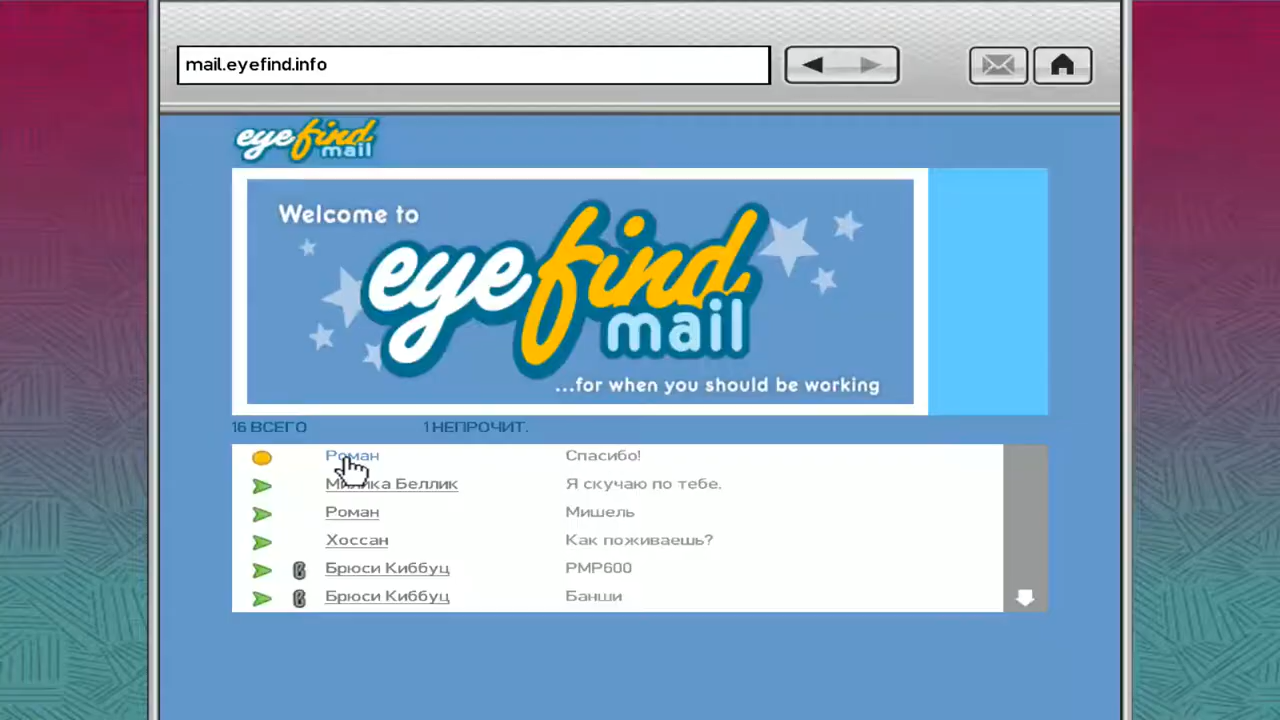 mail.eyefind.info
eyefind
mail
Welcome to
eyefind
mail
...for when you should be working
16 ВСЕГО 1 НЕПРОЧИТ.
Роман Спасибо!
Милика Беллик Я скучаю по тебе.
Роман Мишель
Хоссан Как поживаешь?
Брюси Киббуц PMP600
Брюси Киббуц Банши